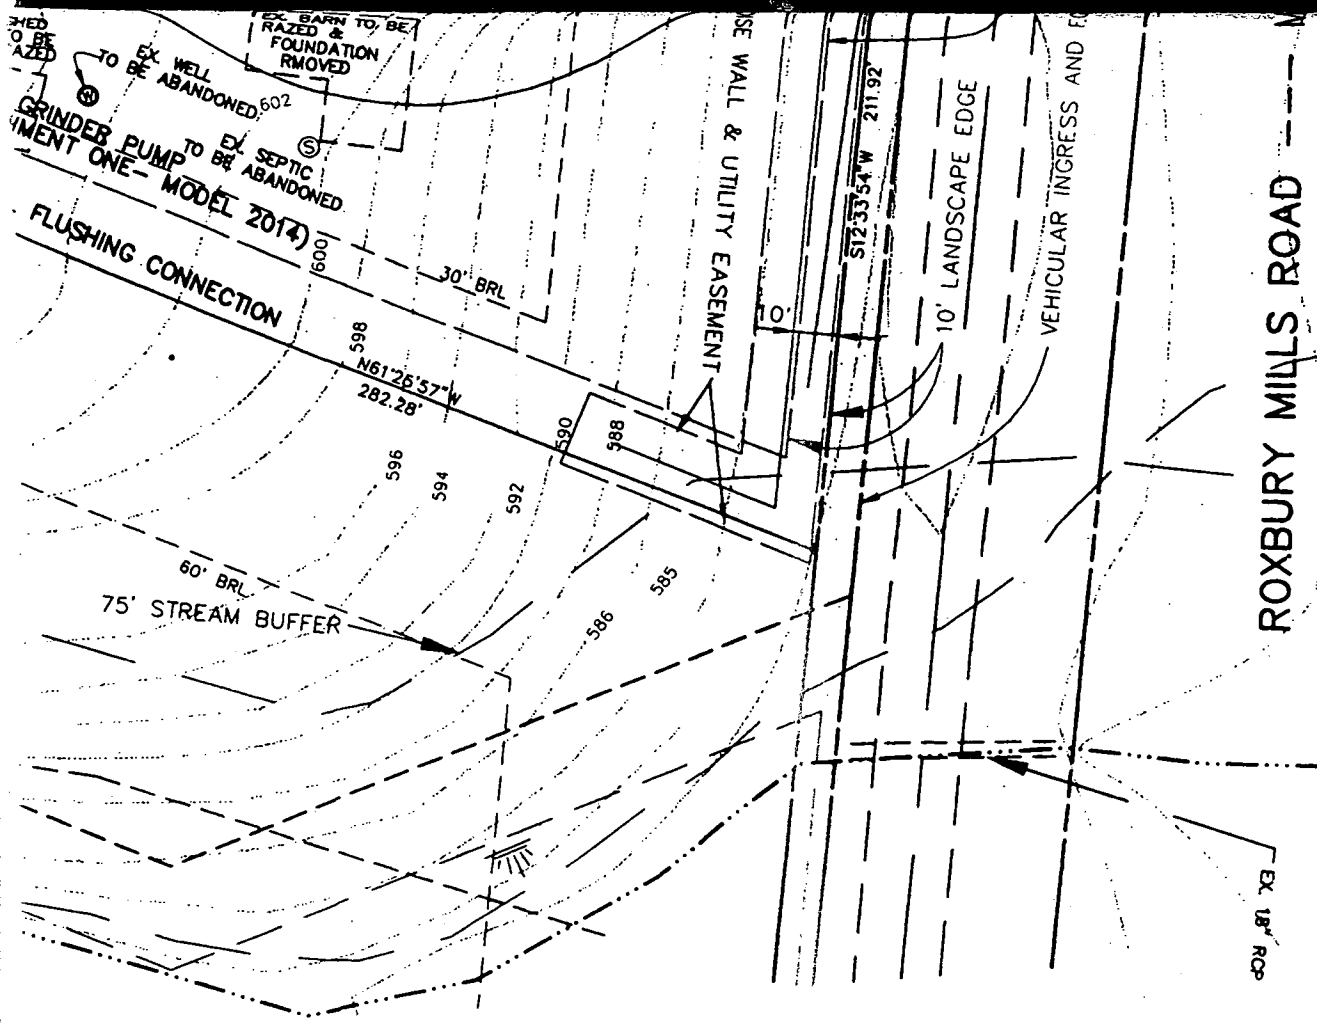 EX. BARN TO BE
RAZED &
FOUNDATION
RMOVED
O BE
AZED
EX. WELL
TO BE ABANDONED
602
GRINDER PUMP
MENT ONE - MODEL 2014)
EX. SEPTIC
TO BE ABANDONED
S
FLUSHING CONNECTION
600
30' BRL
598
N61°26'57"W
282.28'
596
594
592
590
588
585
586
60' BRL
75' STREAM BUFFER
WALL & UTILITY EASEMENT
10'
S12°33'54"W 211.92'
10' LANDSCAPE EDGE
VEHICULAR INGRESS AND
ROXBURY MILLS ROAD
EX. 18" RCP